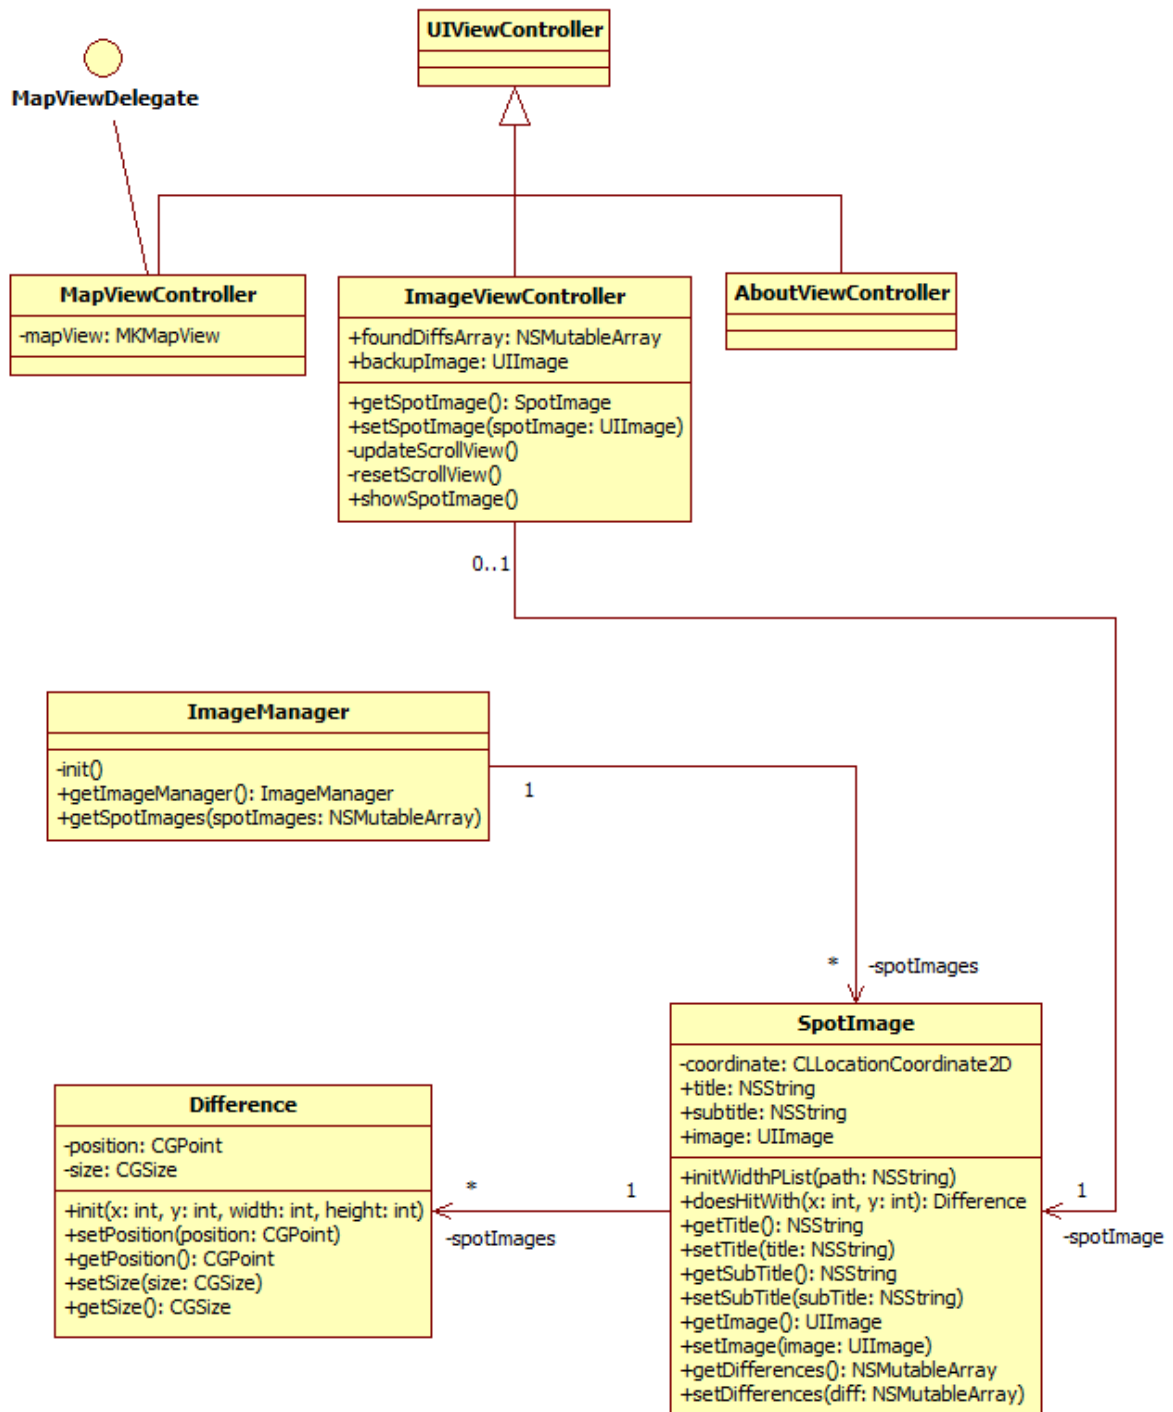 UIViewController
MapViewDelegate
MapViewController
-mapView: MKMapView
ImageViewController
+foundDiffsArray: NSMutableArray
+backupImage: UIImage
+getSpotImage(): SpotImage
+setSpotImage(spotImage: UIImage)
-updateScrollView()
-resetScrollView()
+showSpotImage()
AboutViewController
0..1
ImageManager
-init()
+getImageManager(): ImageManager
+getSpotImages(spotImages: NSMutableArray)
1
* -spotImages
SpotImage
-coordinate: CLLocationCoordinate2D
+title: NSString
+subtitle: NSString
+image: UIImage
+initWidthPList(path: NSString)
+doesHitWith(x: int, y: int): Difference
+getTitle(): NSString
+setTitle(title: NSString)
+getSubTitle(): NSString
+setSubTitle(subTitle: NSString)
+getImage(): UIImage
+setImage(image: UIImage)
+getDifferences(): NSMutableArray
+setDifferences(diff: NSMutableArray)
1
-spotImage
Difference
-position: CGPoint
-size: CGSize
+init(x: int, y: int, width: int, height: int)
+setPosition(position: CGPoint)
+getPosition(): CGPoint
+setSize(size: CGSize)
+getSize(): CGSize
* 1
-spotImages